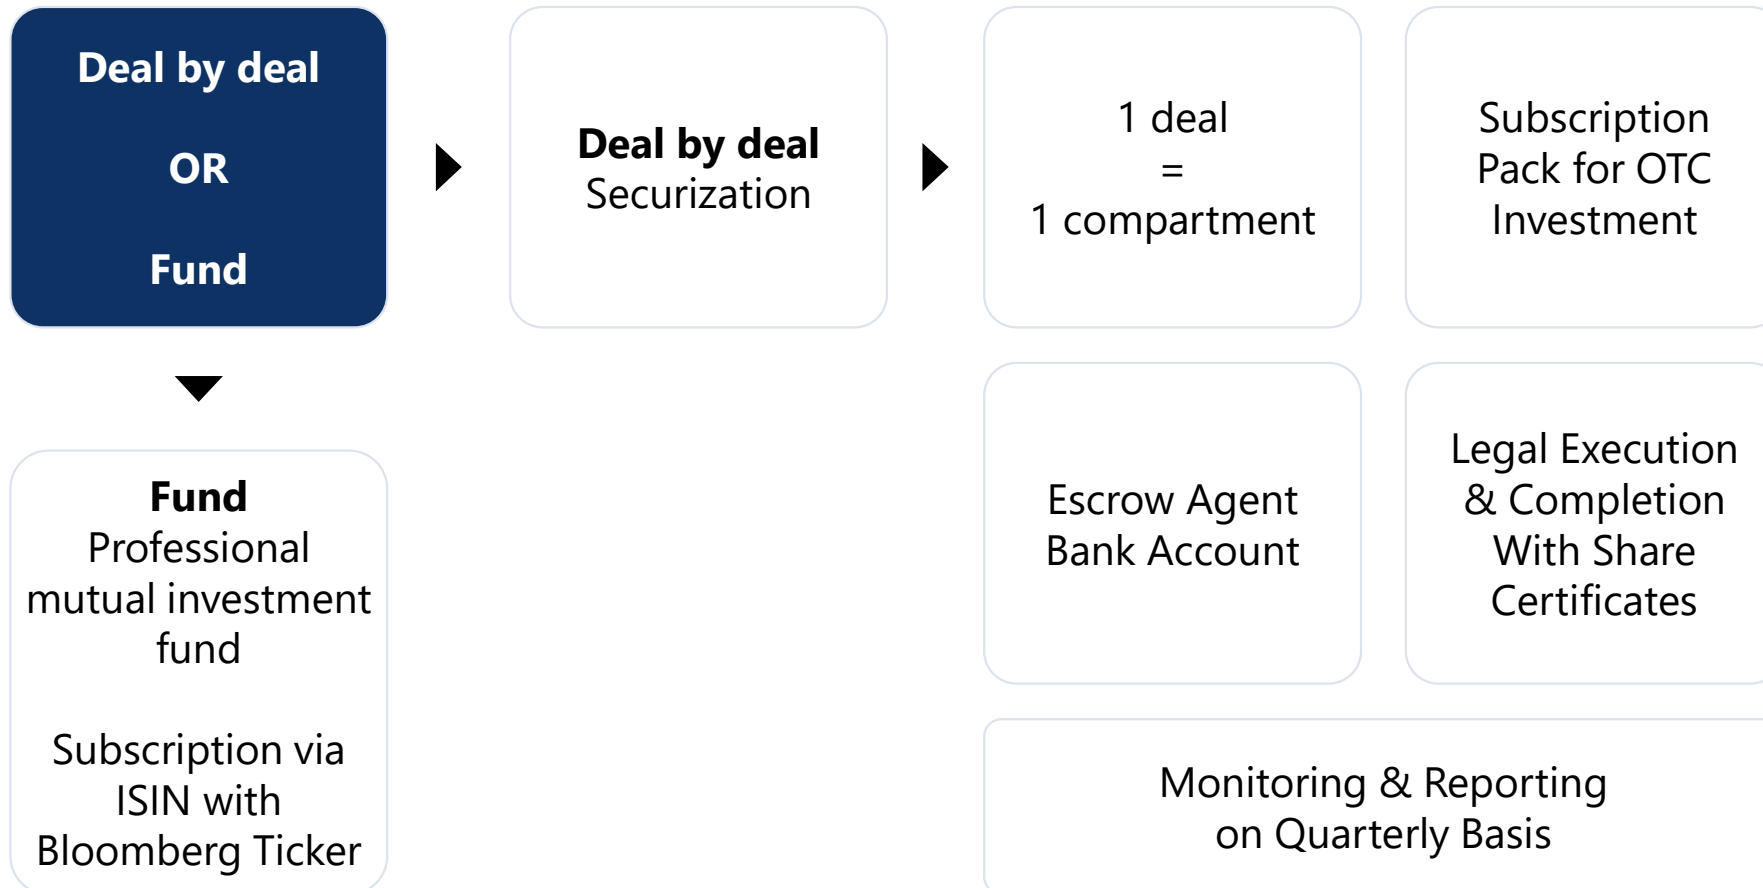 Deal by deal
OR
Fund
Deal by deal
Securization
1 deal
=
1 compartment
Subscription
Pack for OTC
Investment
Escrow Agent
Bank Account
Legal Execution
& Completion
With Share
Certificates
Fund
Professional
mutual investment
fund
Subscription via
ISIN with
Bloomberg Ticker
Monitoring & Reporting
on Quarterly Basis